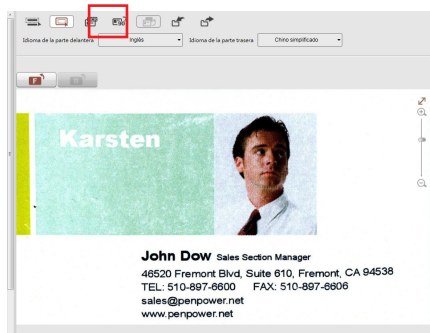 Idioma de la parte delantera Inglés Idioma de la parte trasera Chino simplificado
F B
Karsten
John Dow Sales Section Manager
46520 Fremont Blvd, Suite 610, Fremont, CA 94538
TEL: 510-897-6600 FAX: 510-897-6606
sales@penpower.net
www.penpower.net